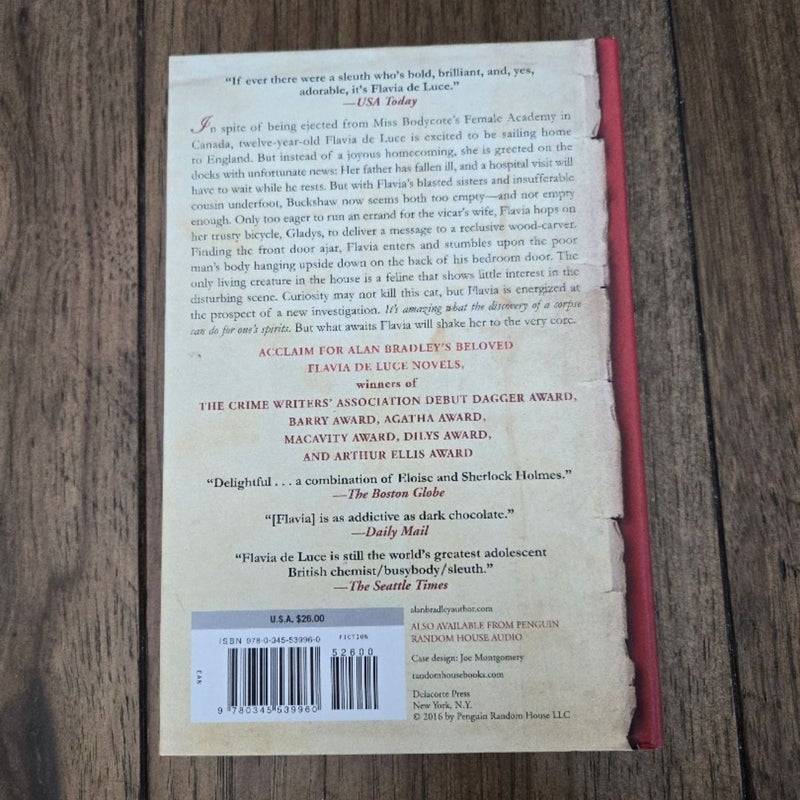 “If ever there were a sleuth who’s bold, brilliant, and, yes,
adorable, it’s Flavia de Luce.”
—USA Today
In spite of being ejected from Miss Bodycote’s Female Academy in
Canada, twelve-year-old Flavia de Luce is excited to be sailing home
to England. But instead of a joyous homecoming, she is greeted on the
docks with unfortunate news: Her father has fallen ill, and a hospital visit will
have to wait while he rests. But with Flavia’s blasted sisters and insufferable
cousin underfoot, Buckshaw now seems both too empty—and not empty
enough. Only too eager to run an errand for the vicar’s wife, Flavia hops on
her trusty bicycle, Gladys, to deliver a message to a reclusive wood-carver.
Finding the front door ajar, Flavia enters and stumbles upon the poor
man’s body hanging upside down on the back of his bedroom door. The
only living creature in the house is a feline that shows little interest in the
disturbing scene. Curiosity may not kill this cat, but Flavia is energized at
the prospect of a new investigation. It’s amazing what the discovery of a corpse
can do for one’s spirits. But what awaits Flavia will shake her to the very core.
ACCLAIM FOR ALAN BRADLEY’S BELOVED
FLAVIA DE LUCE NOVELS,
winners of
THE CRIME WRITERS’ ASSOCIATION DEBUT DAGGER AWARD,
BARRY AWARD, AGATHA AWARD,
MACAVITY AWARD, DILYS AWARD,
AND ARTHUR ELLIS AWARD
“Delightful . . . a combination of Eloise and Sherlock Holmes.”
—The Boston Globe
“[Flavia] is as addictive as dark chocolate.”
—Daily Mail
“Flavia de Luce is still the world’s greatest adolescent
British chemist/busybody/sleuth.”
—The Seattle Times
U.S.A. $26.00
ISBN 978-0-345-53996-0
FICTION
52600
EAN
9 780345 539960
alanbradleyauthor.com
ALSO AVAILABLE FROM PENGUIN
RANDOM HOUSE AUDIO
Case design: Joe Montgomery
randomhousebooks.com
Delacorte Press
New York, N.Y.
© 2016 by Penguin Random House LLC